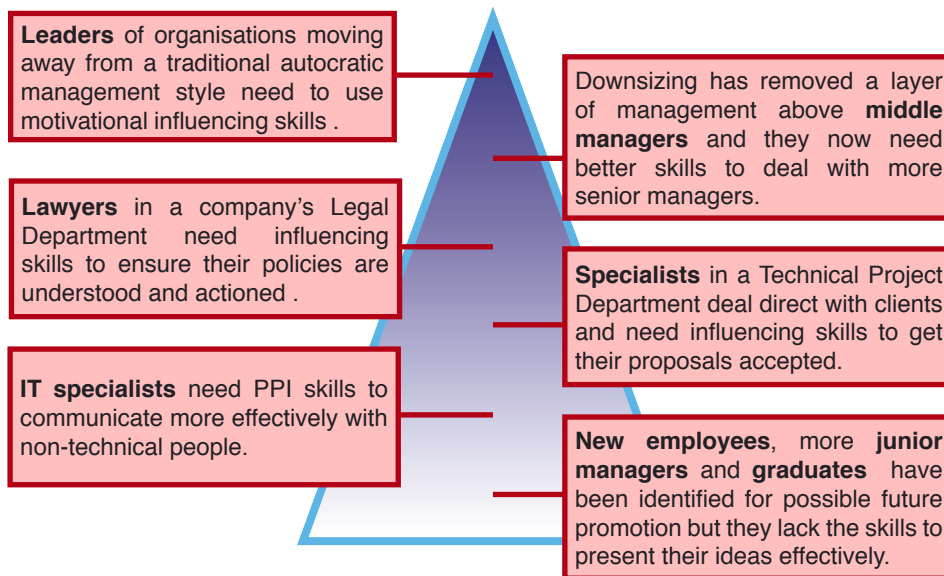 Leaders of organisations moving
away from a traditional autocratic
management style need to use
motivational influencing skills .
Downsizing has removed a layer
of management above middle
managers and they now need
better skills to deal with more
senior managers.
Lawyers in a company's Legal
Department need influencing
skills to ensure their policies are
understood and actioned .
Specialists in a Technical Project
Department deal direct with clients
and need influencing skills to get
their proposals accepted.
IT specialists need PPI skills to
communicate more effectively with
non-technical people.
New employees, more junior
managers and graduates have
been identified for possible future
promotion but they lack the skills to
present their ideas effectively.